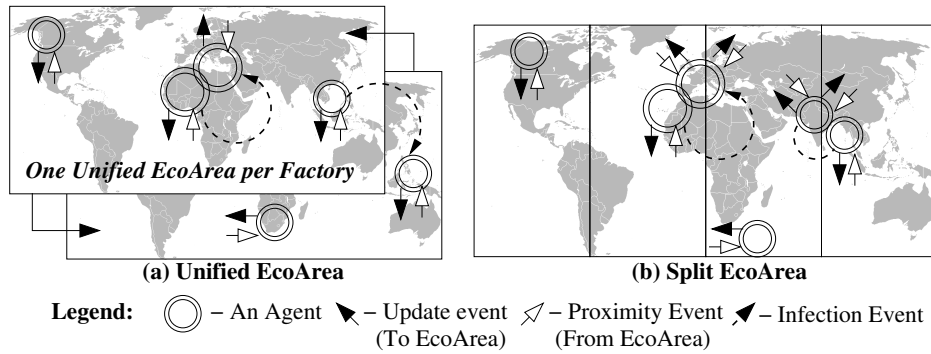 One Unified EcoArea per Factory
(a) Unified EcoArea
(b) Split EcoArea
Legend: – An Agent – Update event – Proximity Event – Infection Event
(To EcoArea) (From EcoArea)